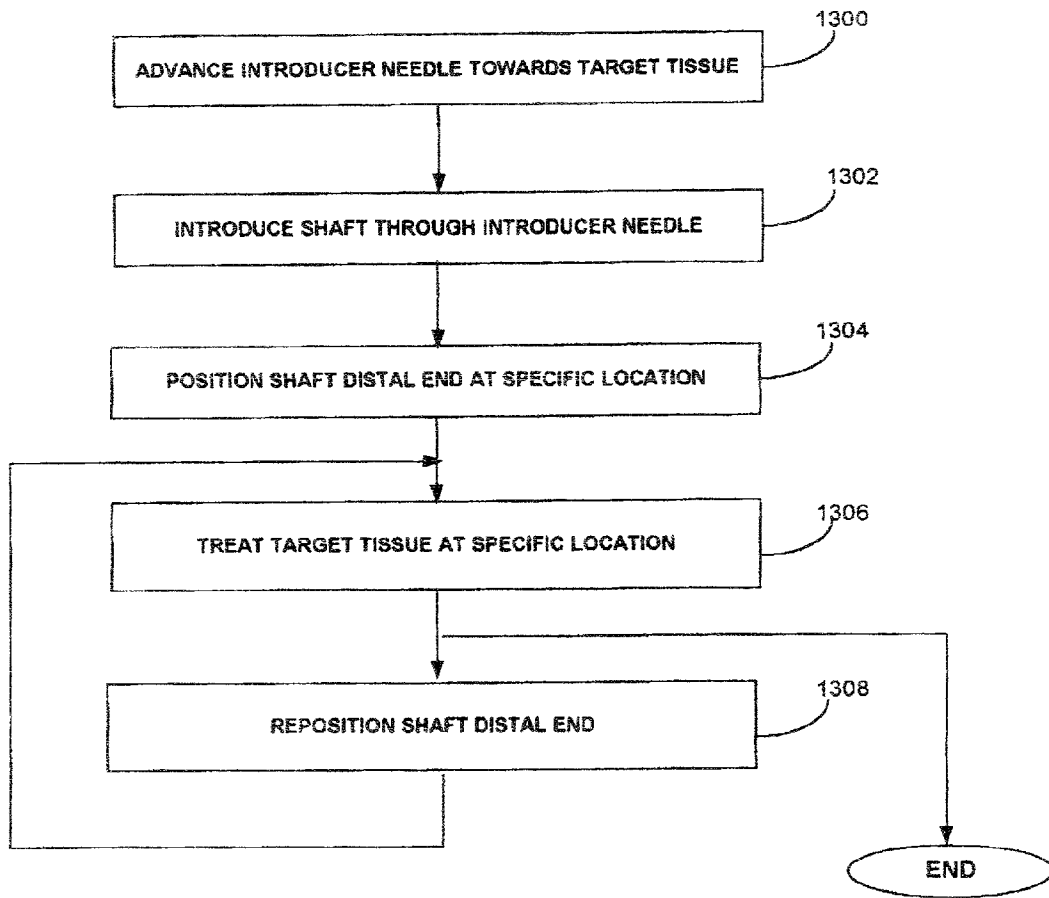 1300
ADVANCE INTRODUCER NEEDLE TOWARDS TARGET TISSUE
1302
INTRODUCE SHAFT THROUGH INTRODUCER NEEDLE
1304
POSITION SHAFT DISTAL END AT SPECIFIC LOCATION
1306
TREAT TARGET TISSUE AT SPECIFIC LOCATION
1308
REPOSITION SHAFT DISTAL END
END